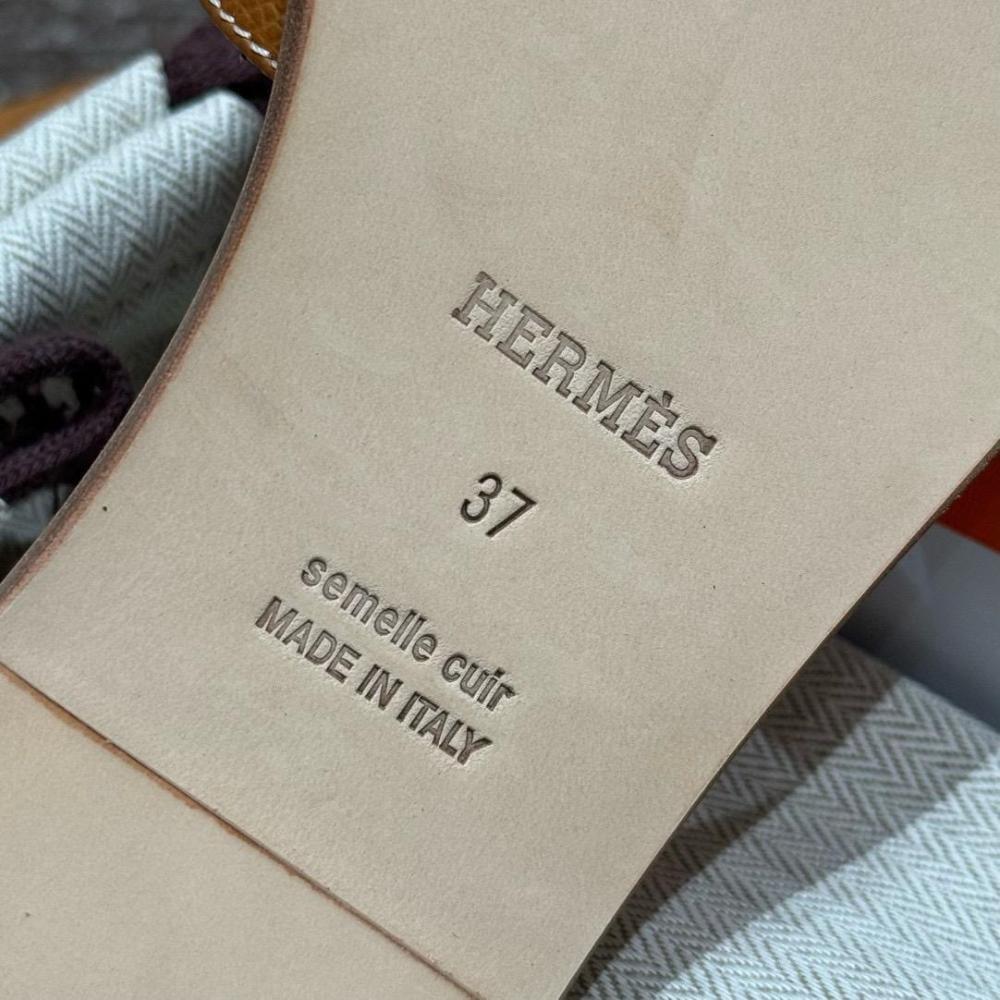 HERMÈS
37
semelle cuir
MADE IN ITALY